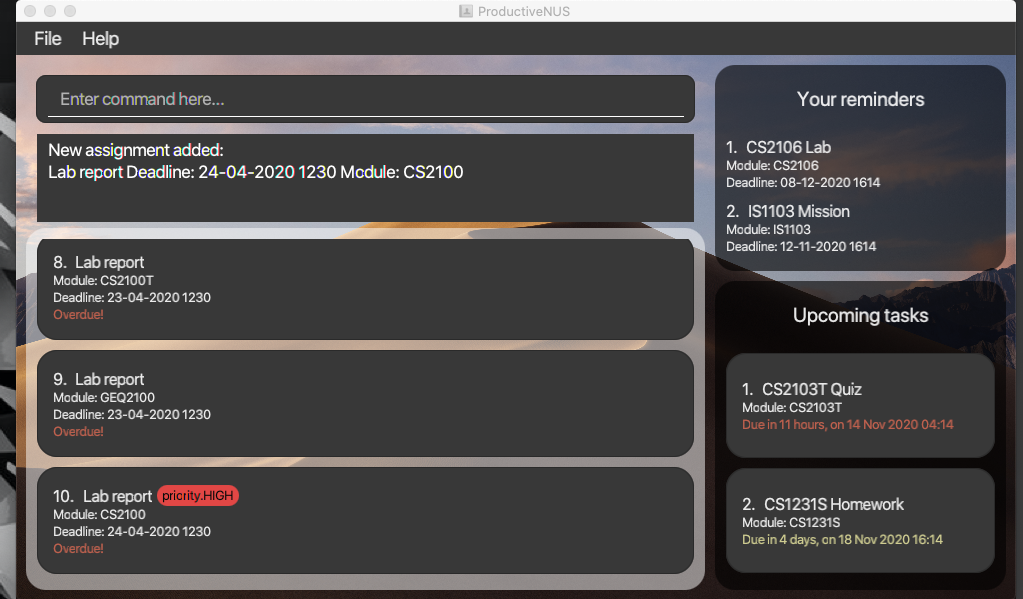 ProductiveNUS
File Help
Enter command here...
New assignment added:
Lab report Deadline: 24-04-2020 1230 Module: CS2100
8. Lab report
Module: CS2100T
Deadline: 23-04-2020 1230
Overdue!
9. Lab report
Module: GEQ2100
Deadline: 23-04-2020 1230
Overdue!
10. Lab report priority.HIGH
Module: CS2100
Deadline: 24-04-2020 1230
Overdue!
Your reminders
1. CS2106 Lab
Module: CS2106
Deadline: 08-12-2020 1614
2. IS1103 Mission
Module: IS1103
Deadline: 12-11-2020 1614
Upcoming tasks
1. CS2103T Quiz
Module: CS2103T
Due in 11 hours, on 14 Nov 2020 04:14
2. CS1231S Homework
Module: CS1231S
Due in 4 days, on 18 Nov 2020 16:14